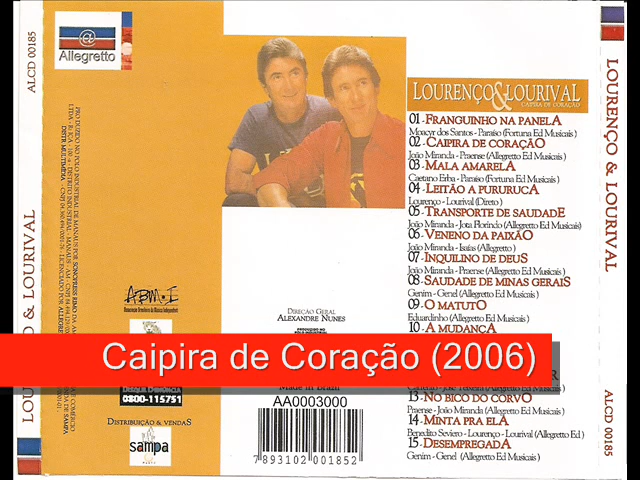 @
Allegretto
ALCD 00185
LOURENÇO & LOURIVAL
CAIPIRA DE CORAÇÃO
01 - FRANGUINHO NA PANELA
Moacyr dos Santos - Paraíso (Fortuna Ed Musicais)
02 - CAIPIRA DE CORAÇÃO
João Miranda - Praense (Allegretto Ed Musicais)
03 - MALA AMARELA
Caetano Erba - Paraíso (Fortuna Ed Musicais)
04 - LEITÃO A PURURUCA
Lourenço - Lourival (Direto)
05 - TRANSPORTE DE SAUDADE
João Miranda - Jota Florindo (Allegretto Ed Musicais)
06 - VENENO DA PAIXÃO
João Miranda - Isaías (Allegretto)
07 - INQUILINO DE DEUS
João Miranda - Praense (Allegretto Ed Musicais)
08 - SAUDADE DE MINAS GERAIS
Genim - Genel (Allegretto Ed Musicais)
09 - O MATUTO
Eduardinho (Allegretto Ed Musicais)
10 - A MUDANÇA
Caipira de Coração (2006)
13 - NO BICO DO CORVO
Praense - João Miranda (Allegretto Ed Musicais)
14 - MINTA PRA ELA
Benedito Seviero - Lourenço - Lourival (Allegretto Ed)
15 - DESEMPREGADA
Genim - Genel (Allegretto Ed Musicais)
DIREÇÃO GERAL
ALEXANDRE NUNES
ABM.I
0800-115751
DISTRIBUIÇÃO & VENDAS
sampa
Made in Brazil
AA0003000
7893102001852
LOURENÇO & LOURIVAL
ALCD 00185
O & LOURIVAL